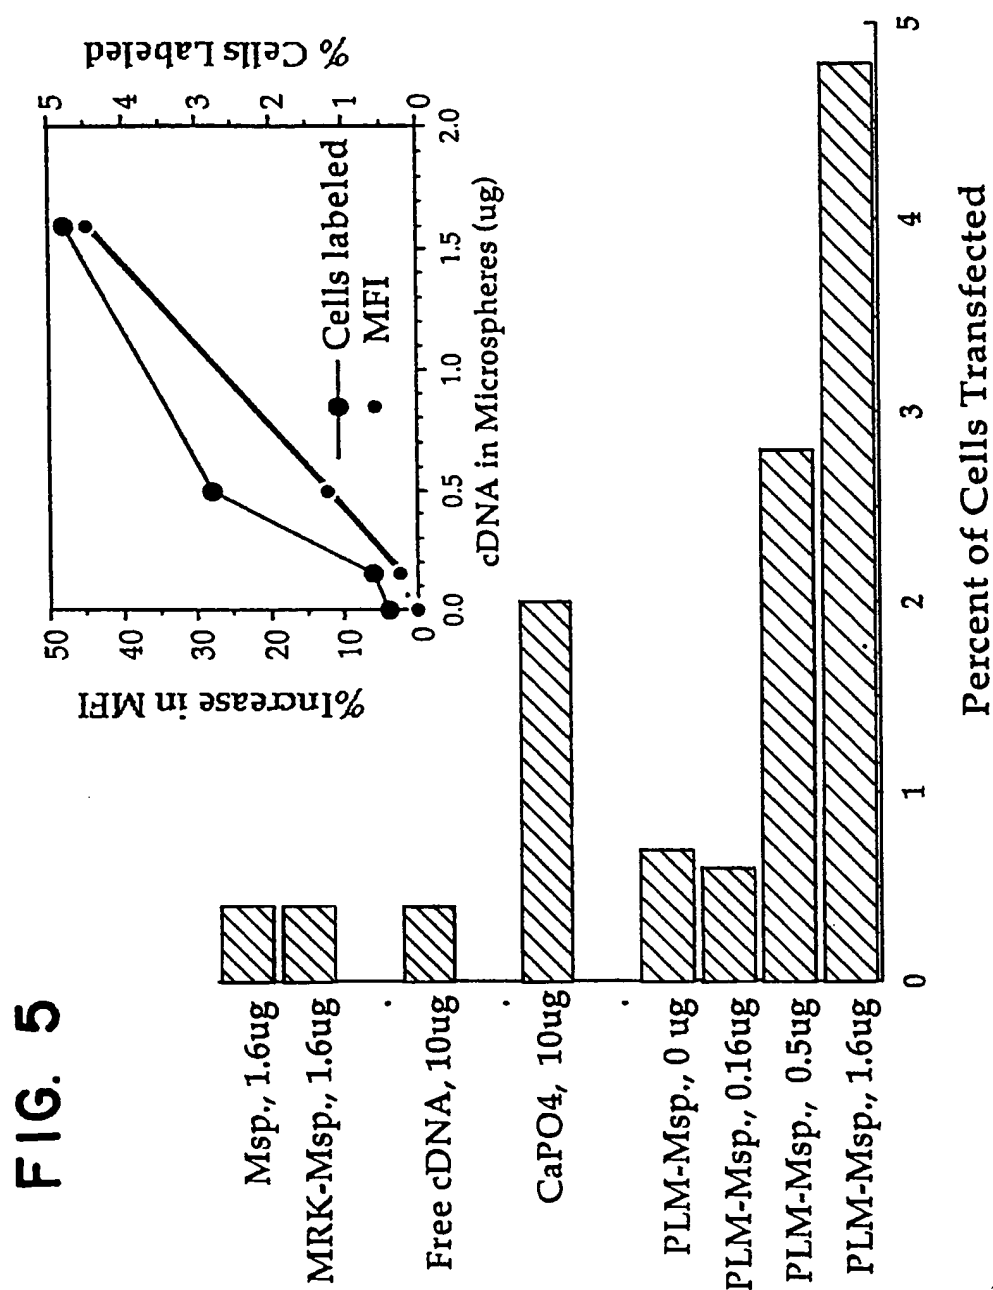 FIG. 5
%Increase in MFI
50
40
30
20
10
0
% Cells Labeled
5
4
3
2
1
0
0.0
0.5
1.0
1.5
2.0
cDNA in Microspheres (ug)
Cells labeled
MFI
Msp., 1.6ug
MRK-Msp., 1.6ug
Free cDNA, 10ug
CaPO4, 10ug
PLM-Msp., 0 ug
PLM-Msp., 0.16ug
PLM-Msp., 0.5ug
PLM-Msp., 1.6ug
0
1
2
3
4
5
Percent of Cells Transfected